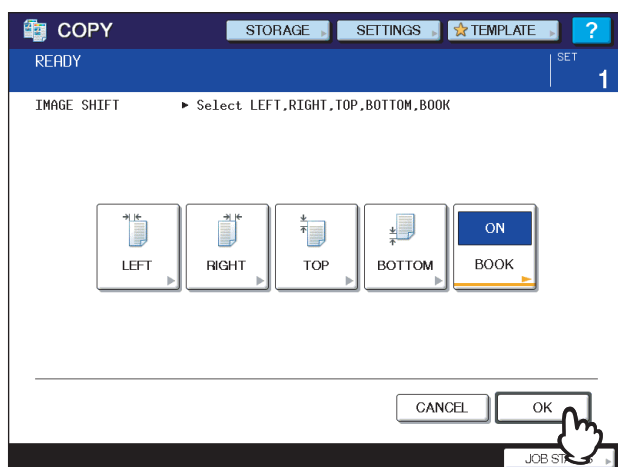 COPY STORAGE SETTINGS TEMPLATE ?
READY SET
1
IMAGE SHIFT ► Select LEFT,RIGHT,TOP,BOTTOM,BOOK
ON
LEFT RIGHT TOP BOTTOM BOOK
CANCEL OK
JOB